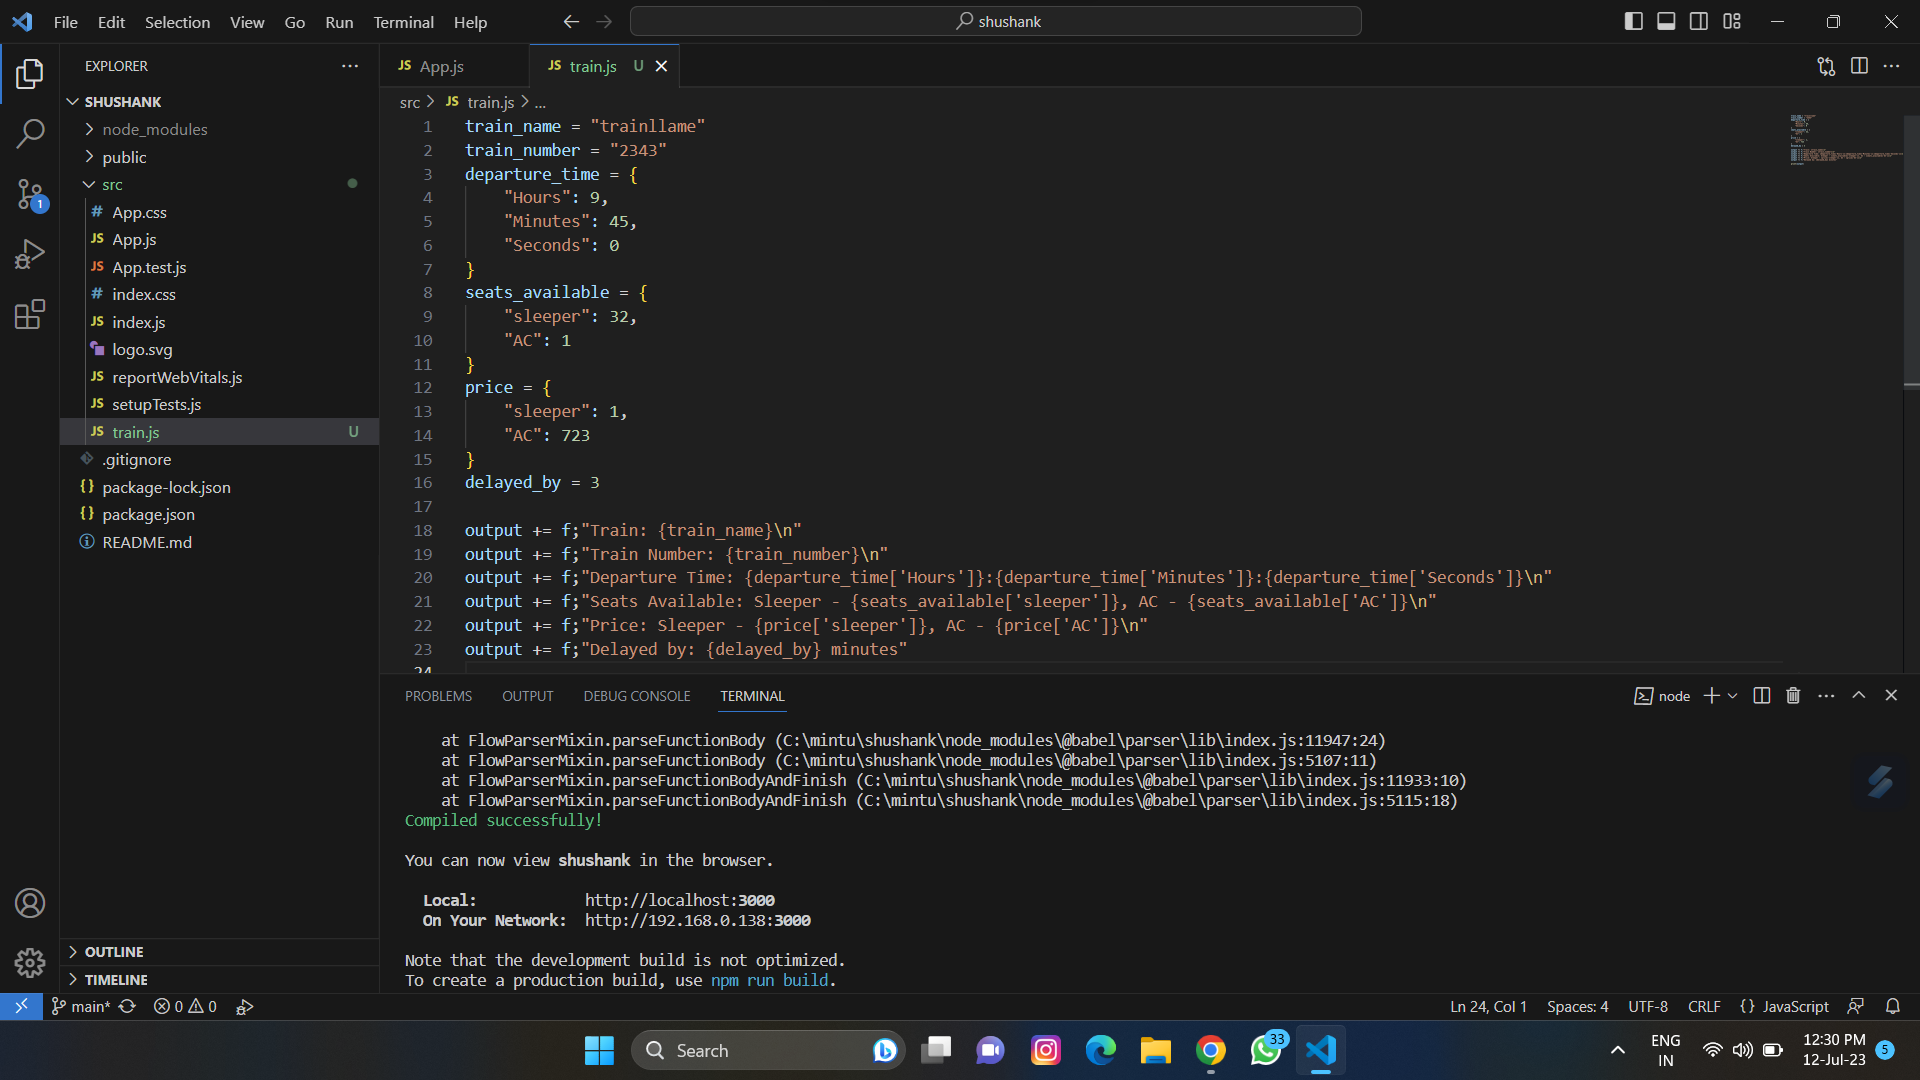 File Edit Selection View Go Run Terminal Help shushank
EXPLORER
SHUSHANK
node_modules
public
src
# App.css
JS App.js
JS App.test.js
# index.css
JS index.js
logo.svg
JS reportWebVitals.js
JS setupTests.js
JS train.js U
.gitignore
{} package-lock.json
{} package.json
README.md
OUTLINE
TIMELINE
1
JS App.js JS train.js U
src > JS train.js > ...
1 train_name = "trainllame"
2 train_number = "2343"
3 departure_time = {
4 "Hours": 9,
5 "Minutes": 45,
6 "Seconds": 0
7 }
8 seats_available = {
9 "sleeper": 32,
10 "AC": 1
11 }
12 price = {
13 "sleeper": 1,
14 "AC": 723
15 }
16 delayed_by = 3
17
18 output += f;"Train: {train_name}\n"
19 output += f;"Train Number: {train_number}\n"
20 output += f;"Departure Time: {departure_time['Hours']}:{departure_time['Minutes']}:{departure_time['Seconds']}\n"
21 output += f;"Seats Available: Sleeper - {seats_available['sleeper']}, AC - {seats_available['AC']}\n"
22 output += f;"Price: Sleeper - {price['sleeper']}, AC - {price['AC']}\n"
23 output += f;"Delayed by: {delayed_by} minutes"
24
PROBLEMS OUTPUT DEBUG CONSOLE TERMINAL node
at FlowParserMixin.parseFunctionBody (C:\mintu\shushank\node_modules\@babel\parser\lib\index.js:11947:24)
at FlowParserMixin.parseFunctionBody (C:\mintu\shushank\node_modules\@babel\parser\lib\index.js:5107:11)
at FlowParserMixin.parseFunctionBodyAndFinish (C:\mintu\shushank\node_modules\@babel\parser\lib\index.js:11933:10)
at FlowParserMixin.parseFunctionBodyAndFinish (C:\mintu\shushank\node_modules\@babel\parser\lib\index.js:5115:18)
Compiled successfully!
You can now view shushank in the browser.
Local: http://localhost:3000
On Your Network: http://192.168.0.138:3000
Note that the development build is not optimized.
To create a production build, use npm run build.
main* 0 0 Ln 24, Col 1 Spaces: 4 UTF-8 CRLF {} JavaScript
Search 33 ENG 12:30 PM
IN 12-Jul-23 5